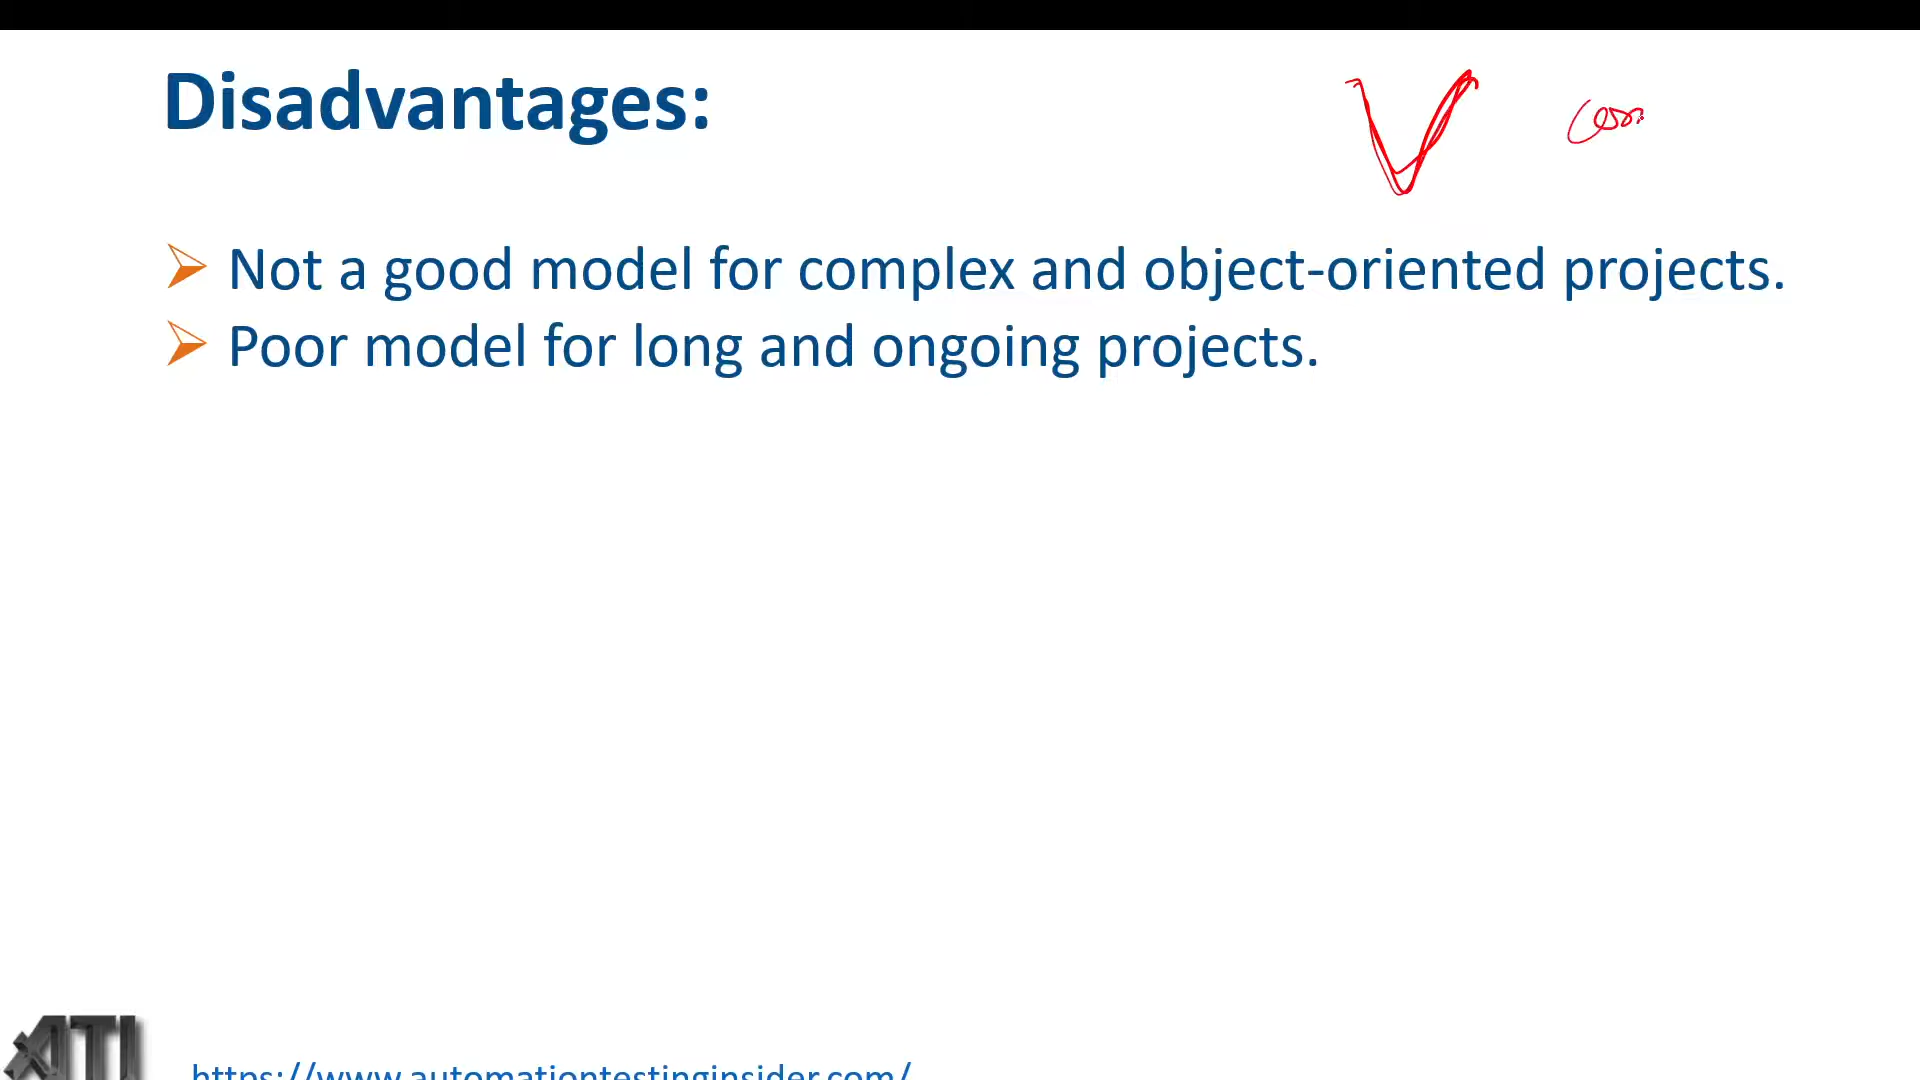 Disadvantages:
V
Not a good model for complex and object-oriented projects.
Poor model for long and ongoing projects.
ATI
https://www.automationtestinginsider.com/